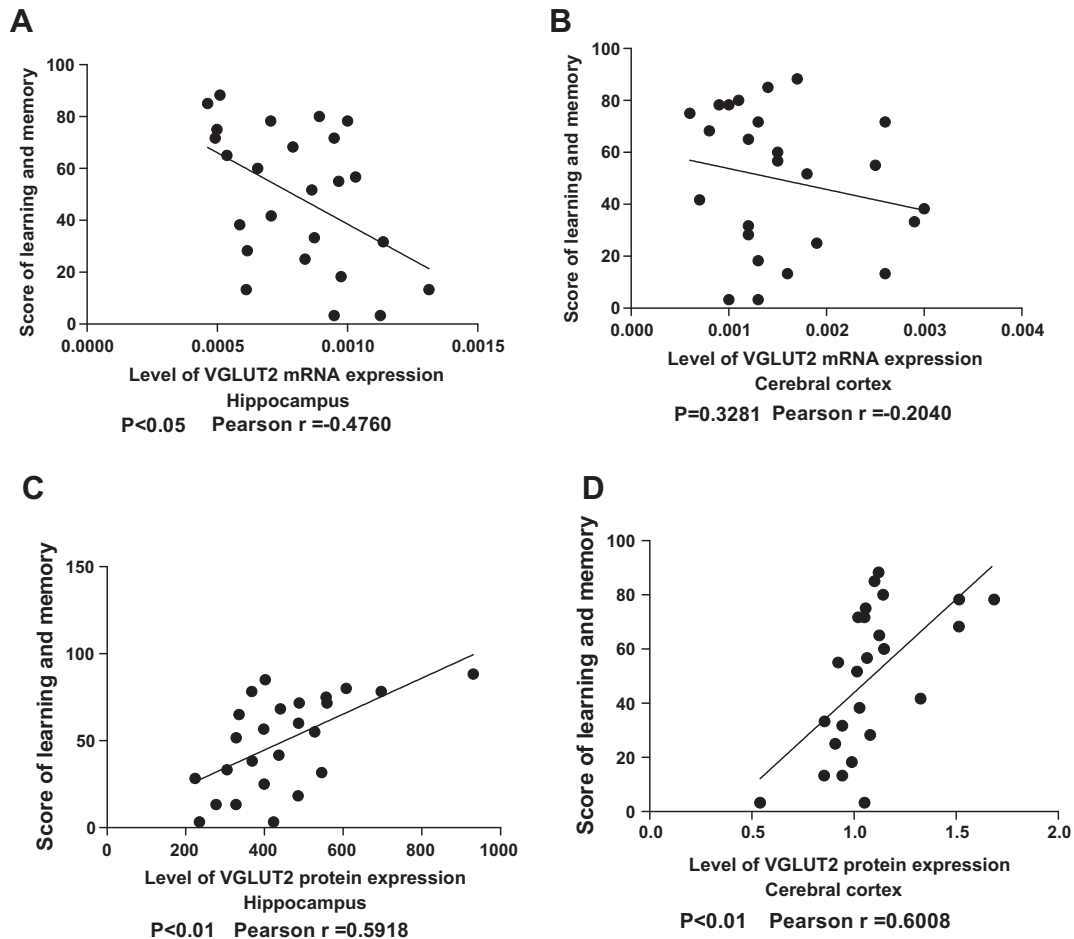 A
Score of learning and memory
100
80
60
40
20
0
0.0000 0.0005 0.0010 0.0015
Level of VGLUT2 mRNA expression
Hippocampus
P<0.05 Pearson r =-0.4760
B
Score of learning and memory
100
80
60
40
20
0
0.000 0.001 0.002 0.003 0.004
Level of VGLUT2 mRNA expression
Cerebral cortex
P=0.3281 Pearson r =-0.2040
C
Score of learning and memory
150
100
50
0
0 200 400 600 800 1000
Level of VGLUT2 protein expression
Hippocampus
P<0.01 Pearson r =0.5918
D
Score of learning and memory
100
80
60
40
20
0
0.0 0.5 1.0 1.5 2.0
Level of VGLUT2 protein expression
Cerebral cortex
P<0.01 Pearson r =0.6008